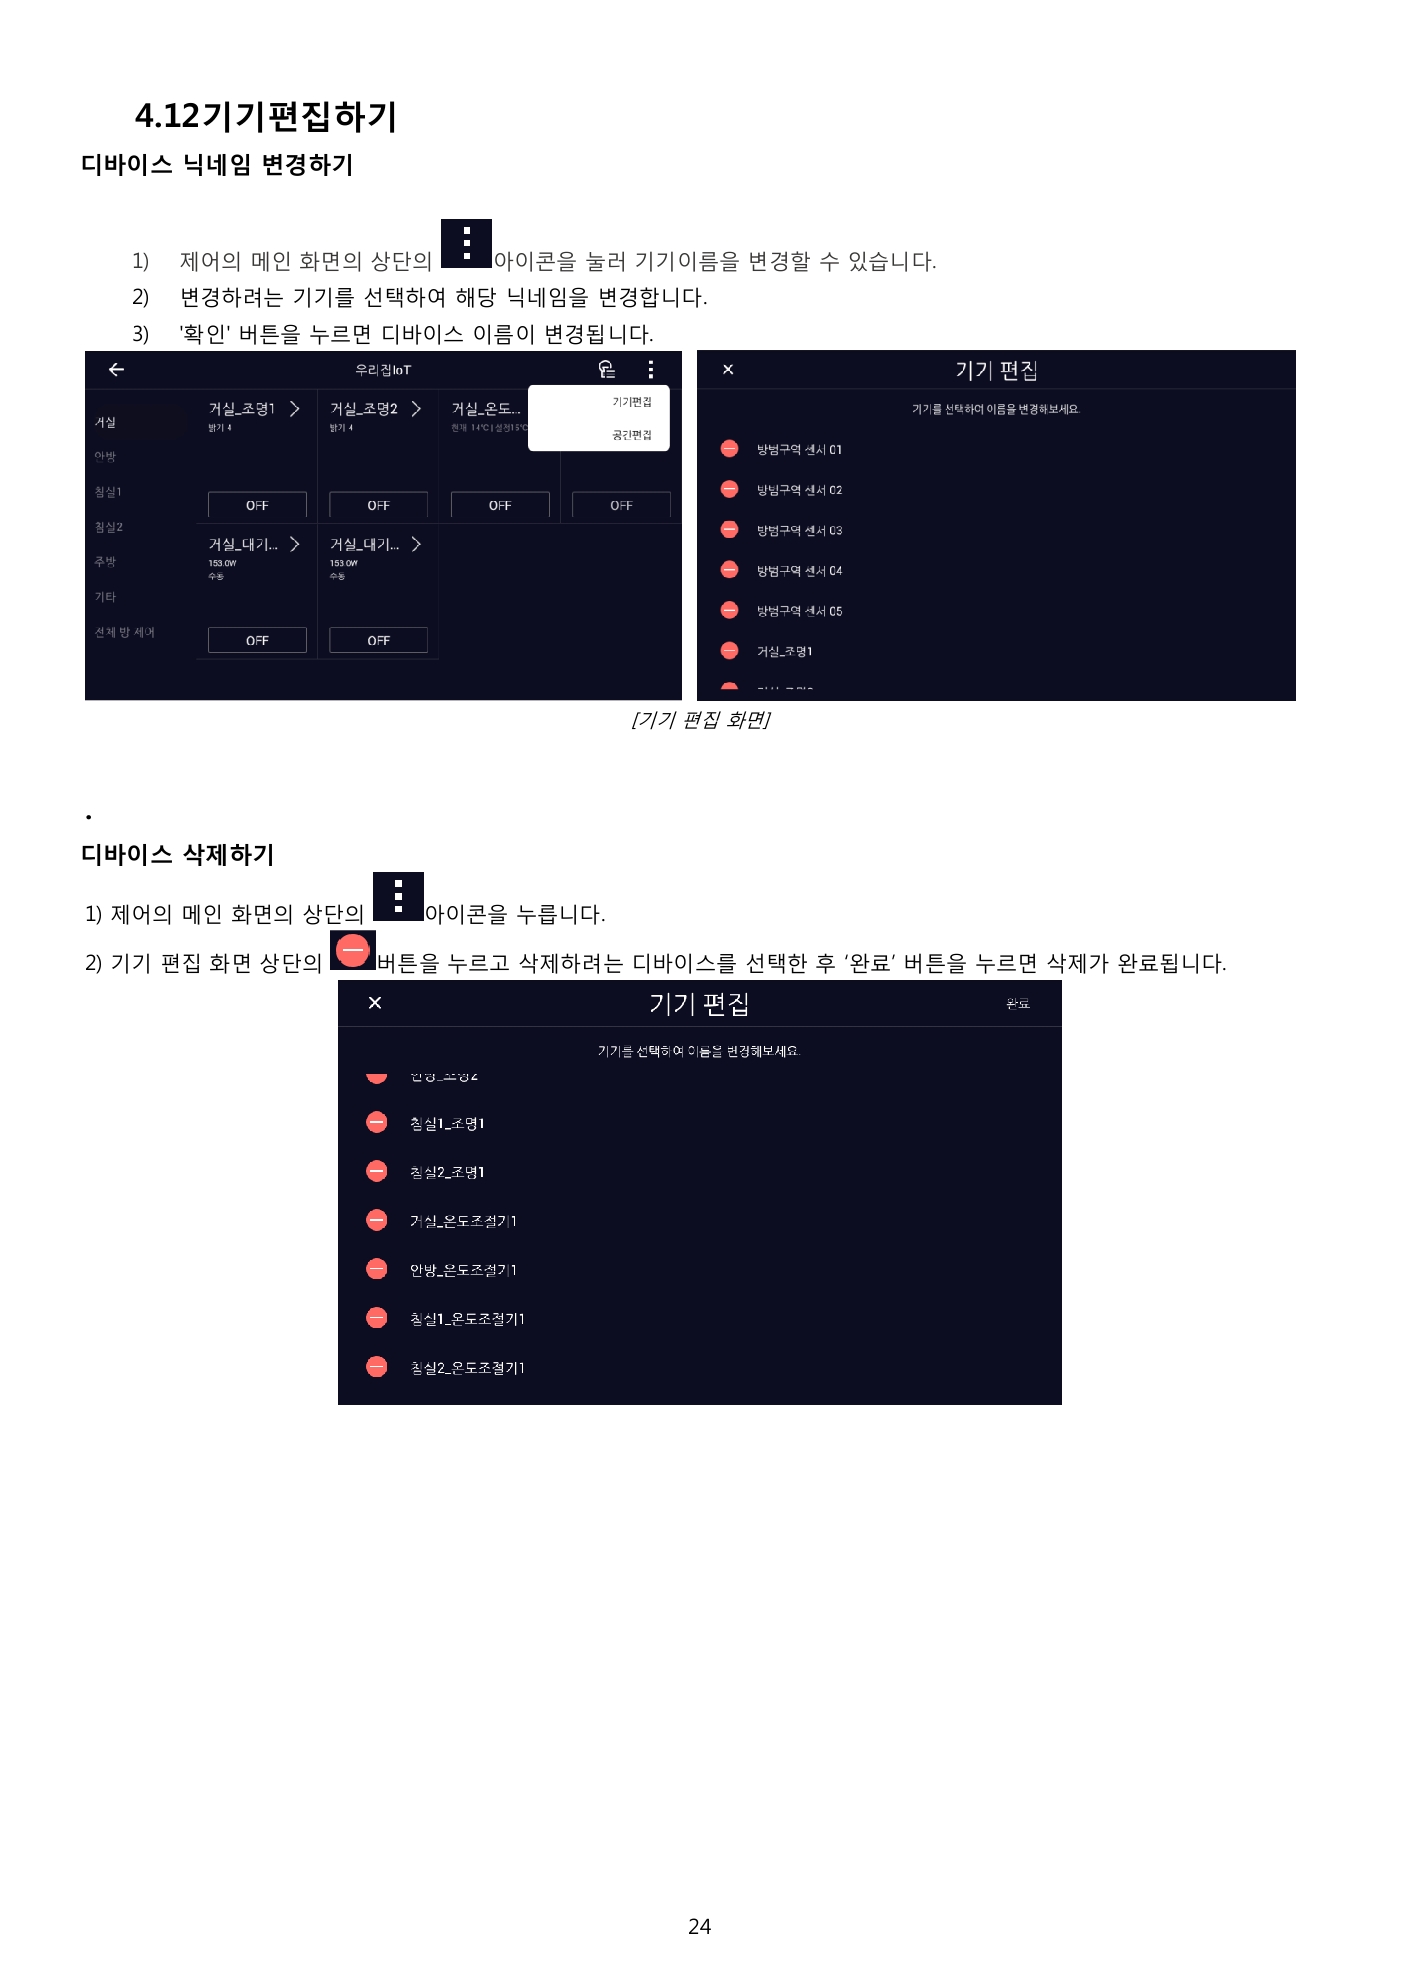 4.12기기편집하기
디바이스 닉네임 변경하기
1) 제어의 메인 화면의 상단의 아이콘을 눌러 기기이름을 변경할 수 있습니다.
2) 변경하려는 기기를 선택하여 해당 닉네임을 변경합니다.
3) '확인' 버튼을 누르면 디바이스 이름이 변경됩니다.
우리집IoT
거실
안방
침실1
침실2
주방
기타
전체 방 제어
거실_조명1
밝기 4
OFF
거실_조명2
밝기 4
OFF
거실_온도...
현재 14°C | 설정15°C
OFF
OFF
기기편집
공간편집
거실_대기...
153.0W
수동
OFF
거실_대기...
153.0W
수동
OFF
기기 편집
기기를 선택하여 이름을 변경해보세요.
방범구역 센서 01
방범구역 센서 02
방범구역 센서 03
방범구역 센서 04
방범구역 센서 05
거실_조명1
[기기 편집 화면]
.
디바이스 삭제하기
1) 제어의 메인 화면의 상단의 아이콘을 누릅니다.
2) 기기 편집 화면 상단의 버튼을 누르고 삭제하려는 디바이스를 선택한 후 ‘완료’ 버튼을 누르면 삭제가 완료됩니다.
기기 편집
완료
기기를 선택하여 이름을 변경해보세요.
안방_조명2
침실1_조명1
침실2_조명1
거실_온도조절기1
안방_온도조절기1
침실1_온도조절기1
침실2_온도조절기1
24